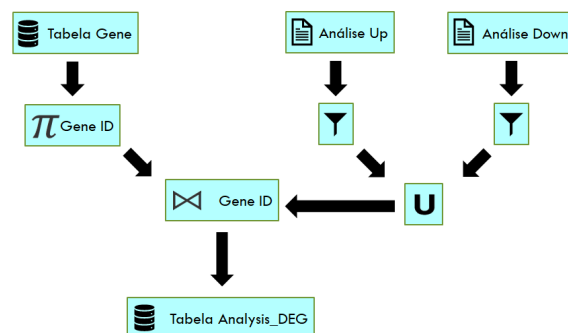 Tabela Gene
Análise Up
Análise Down
π Gene ID
⋈ Gene ID
U
Tabela Analysis_DEG